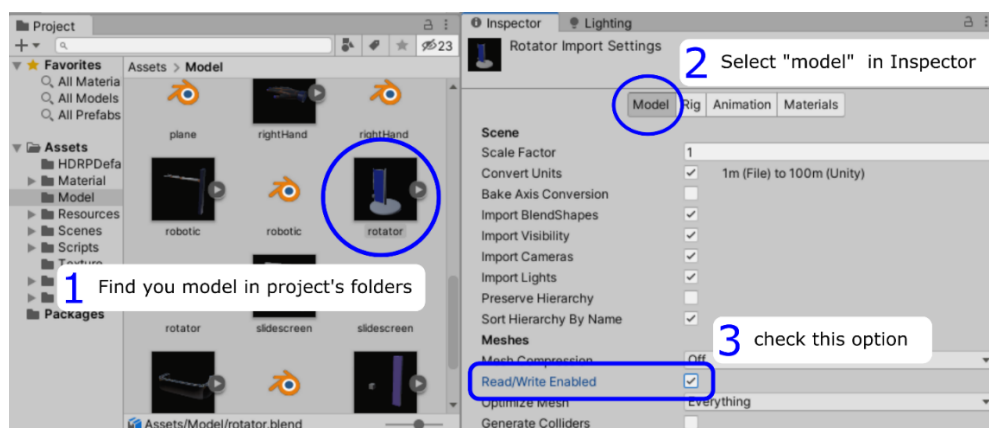 Project
23
Favorites
All Materia
All Models
All Prefabs
Assets
HDRPDefa
Material
Model
Resources
Scenes
Scripts
Texture
Packages
Assets > Model
plane
rightHand
rightHand
robotic
robotic
rotator
1 Find you model in project's folders
rotator
slidescreen
slidescreen
Assets/Model/rotator.blend
Inspector
Lighting
Rotator Import Settings
2 Select "model" in Inspector
Model Rig Animation Materials
Scene
Scale Factor 1
Convert Units 1m (File) to 100m (Unity)
Bake Axis Conversion
Import BlendShapes
Import Visibility
Import Cameras
Import Lights
Preserve Hierarchy
Sort Hierarchy By Name
Meshes
3 check this option
Mesh Compression Off
Read/Write Enabled
Optimize Mesh Everything
Generate Colliders